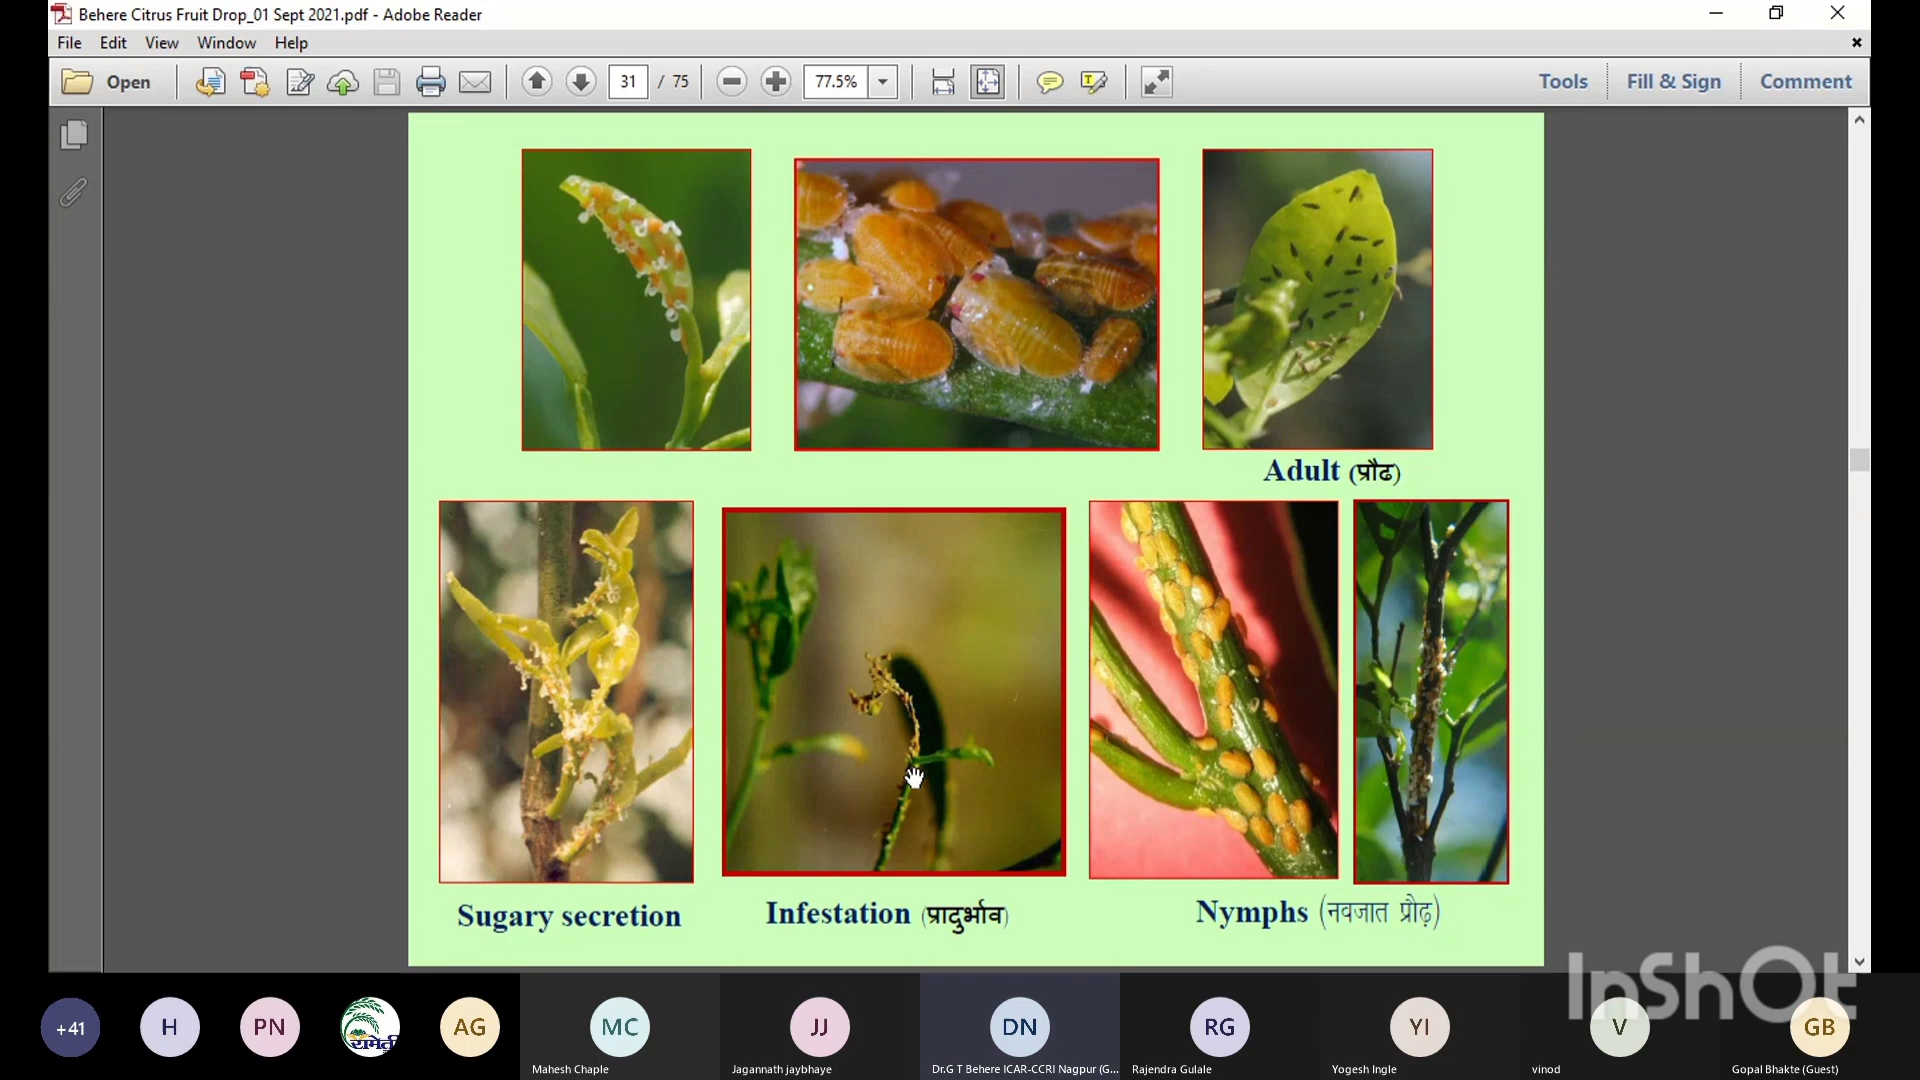 Behere Citrus Fruit Drop_01 Sept 2021.pdf - Adobe Reader
File Edit View Window Help
Open 31 / 75 77.5% Tools Fill & Sign Comment
Adult (प्रौढ)
Sugary secretion
Infestation (प्रादुर्भाव)
Nymphs (नवजात प्रौढ़)
InShOt
+41 H PN रामेती AG MC JJ DN RG YI V GB
Mahesh Chaple Jagannath jaybhaye Dr.G T Behere ICAR-CCRI Nagpur (G... Rajendra Gulale Yogesh Ingle vinod Gopal Bhakte (Guest)